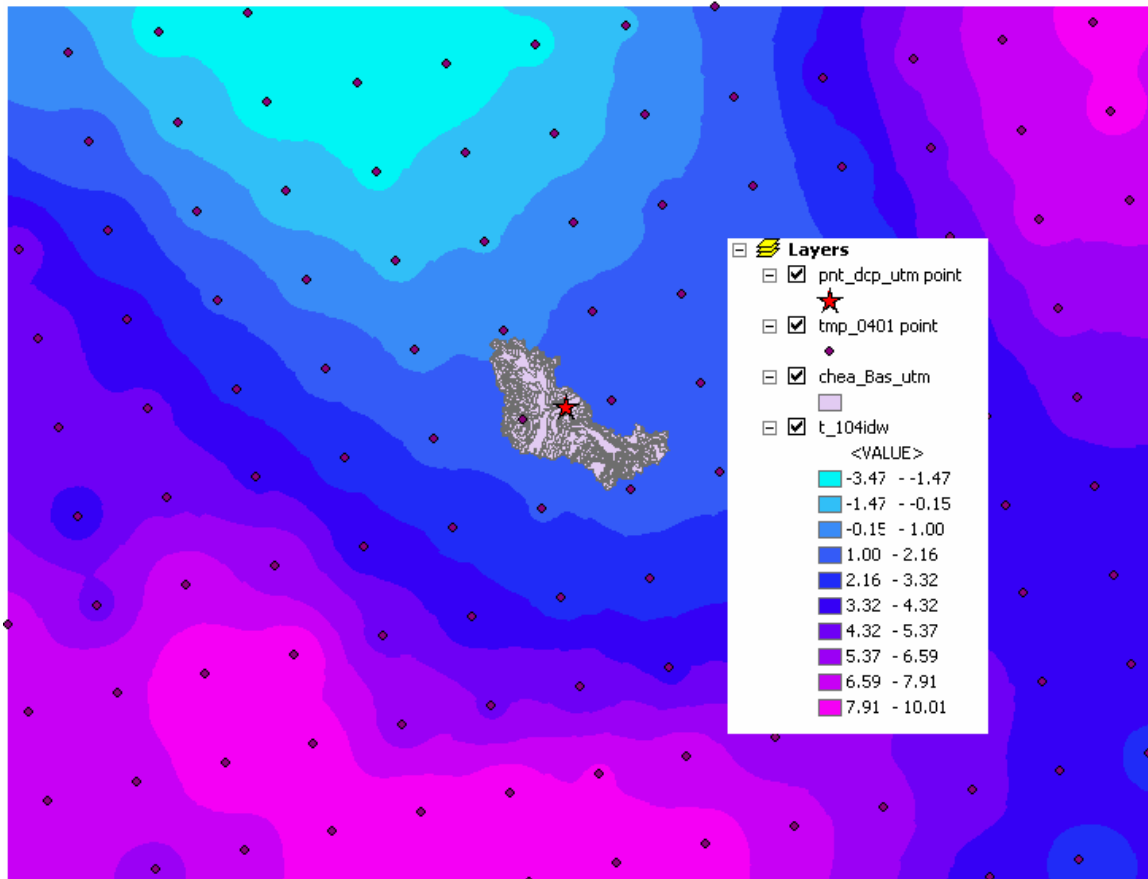 Layers
pnt_dcp_utm point
tmp_0401 point
chea_Bas_utm
t_104idw
<VALUE>
-3.47 - -1.47
-1.47 - -0.15
-0.15 - 1.00
1.00 - 2.16
2.16 - 3.32
3.32 - 4.32
4.32 - 5.37
5.37 - 6.59
6.59 - 7.91
7.91 - 10.01